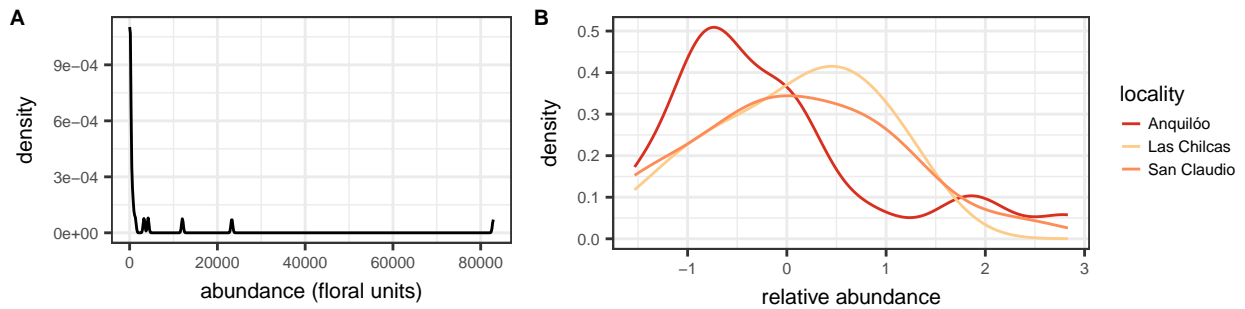 A
density
9e−04
6e−04
3e−04
0e+00
0
20000
40000
60000
80000
abundance (floral units)
B
density
0.5
0.4
0.3
0.2
0.1
0.0
−1
0
1
2
3
relative abundance
locality
Anquilóo
Las Chilcas
San Claudio